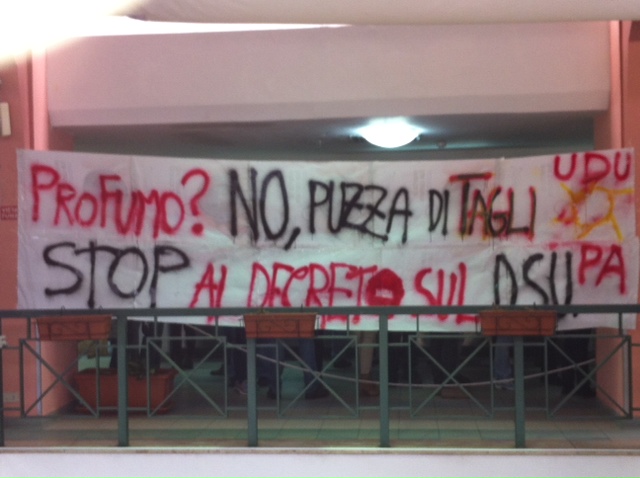 PROFUMO? NO, PUZZA DI TAGLI
STOP AL DECRETO SUL DSU.
UDU
PA